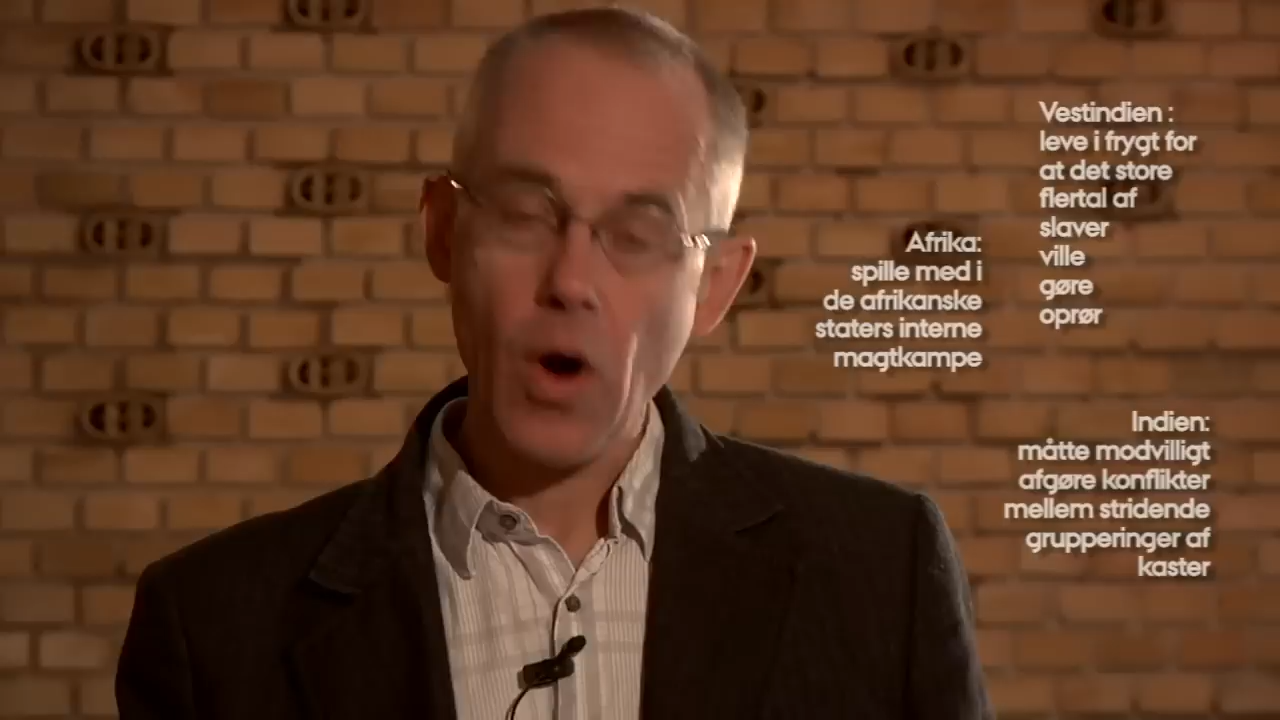 Vestindien :
leve i frygt for
at det store
flertal af
slaver
ville
gøre
oprør
Afrika:
spille med i
de afrikanske
staters interne
magtkampe
Indien:
måtte modvilligt
afgøre konflikter
mellem stridende
grupperinger af
kaster